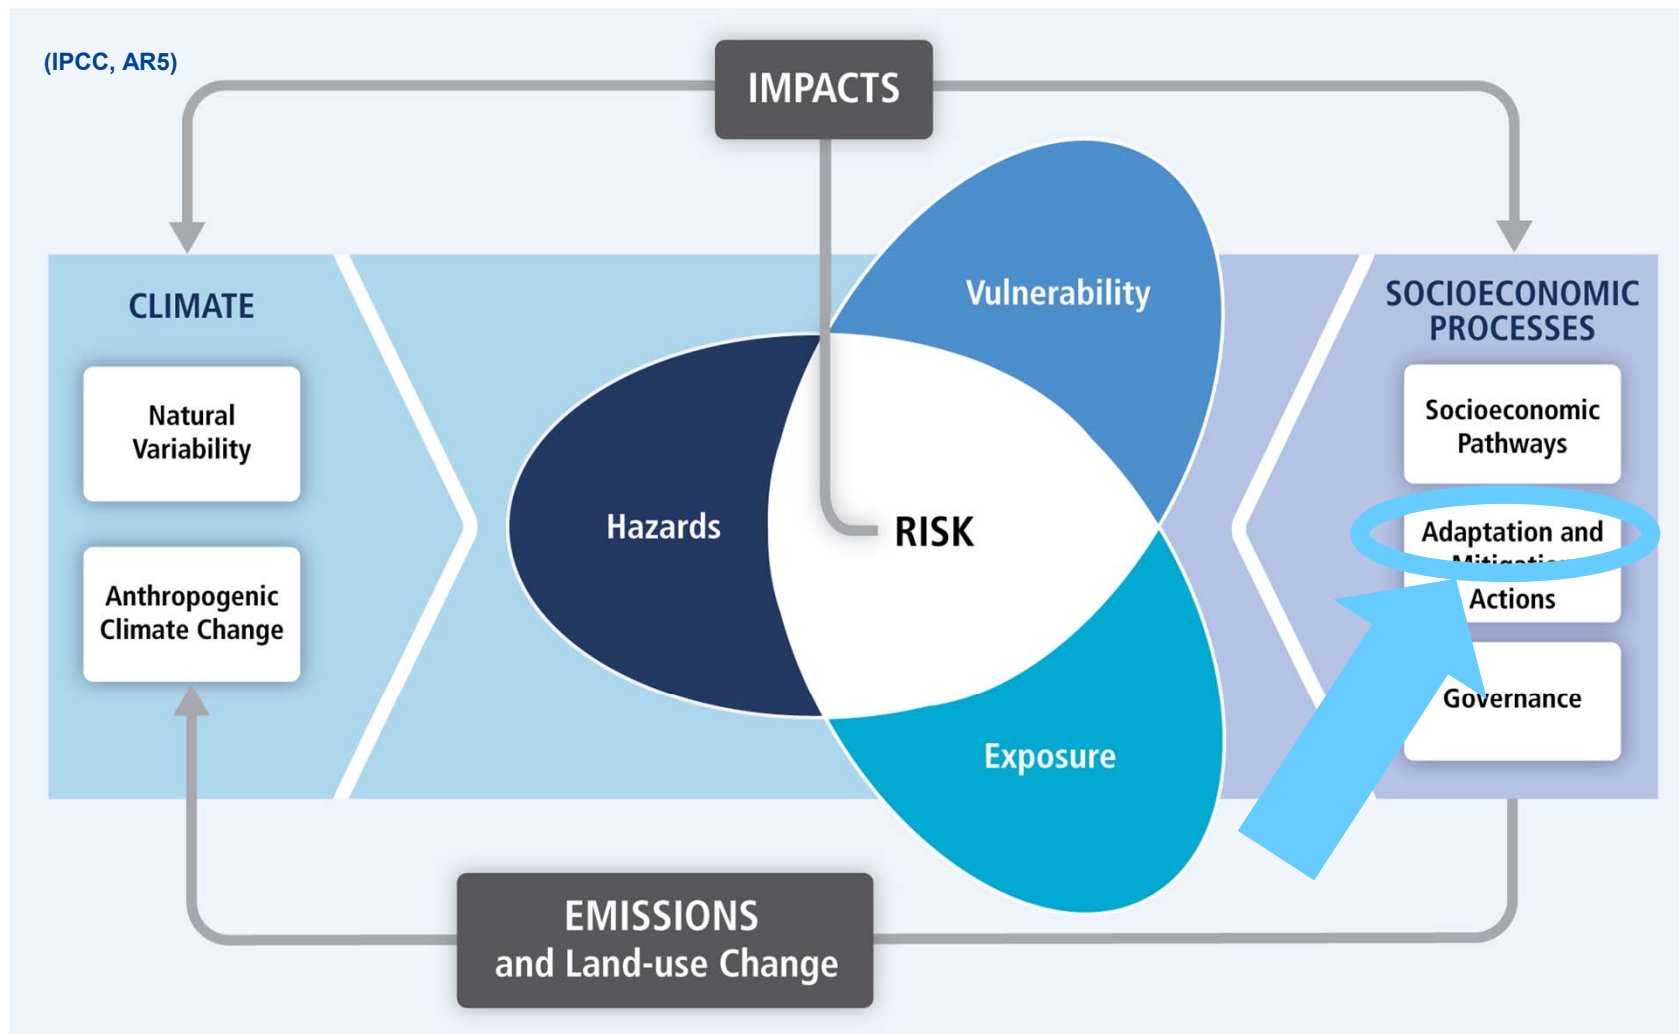 (IPCC, AR5)
IMPACTS
CLIMATE
Natural
Variability
Anthropogenic
Climate Change
Vulnerability
Hazards
RISK
Exposure
SOCIOECONOMIC
PROCESSES
Socioeconomic
Pathways
Adaptation and
Mitigation
Actions
Governance
EMISSIONS
and Land-use Change